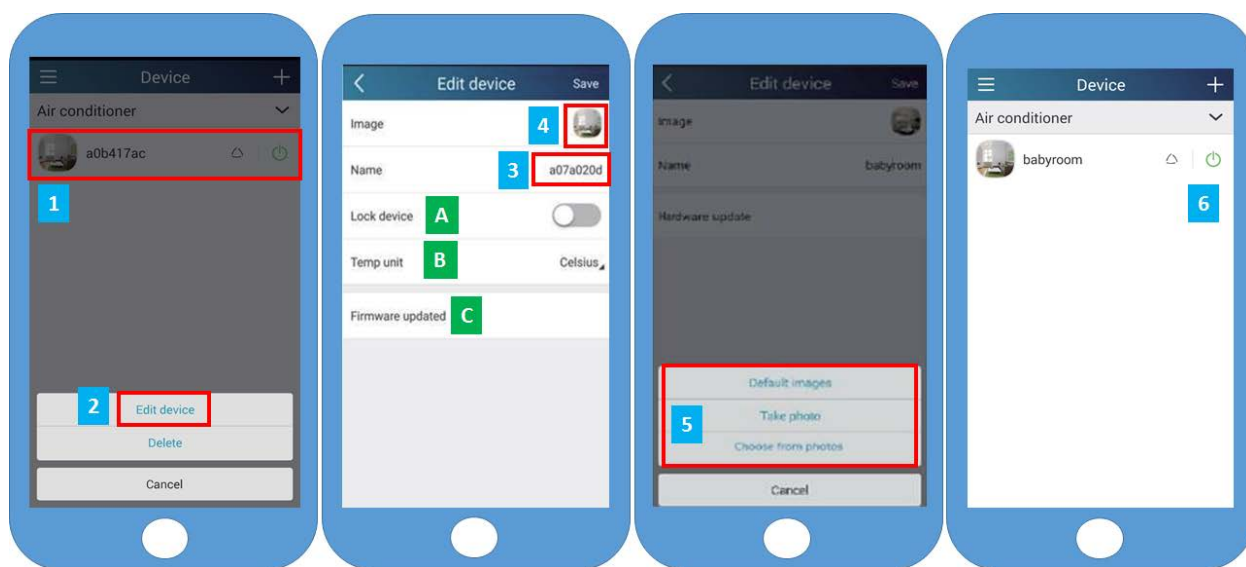 Device +
Air conditioner
a0b417ac
1
2 Edit device
Delete
Cancel
Edit device Save
Image 4
Name 3 a07a020d
Lock device A
Temp unit B Celsius
Firmware updated C
Edit device Save
Image
Name babyroom
Hardware update
Default images
5 Take photo
Choose from photos
Cancel
Device +
Air conditioner
babyroom
6